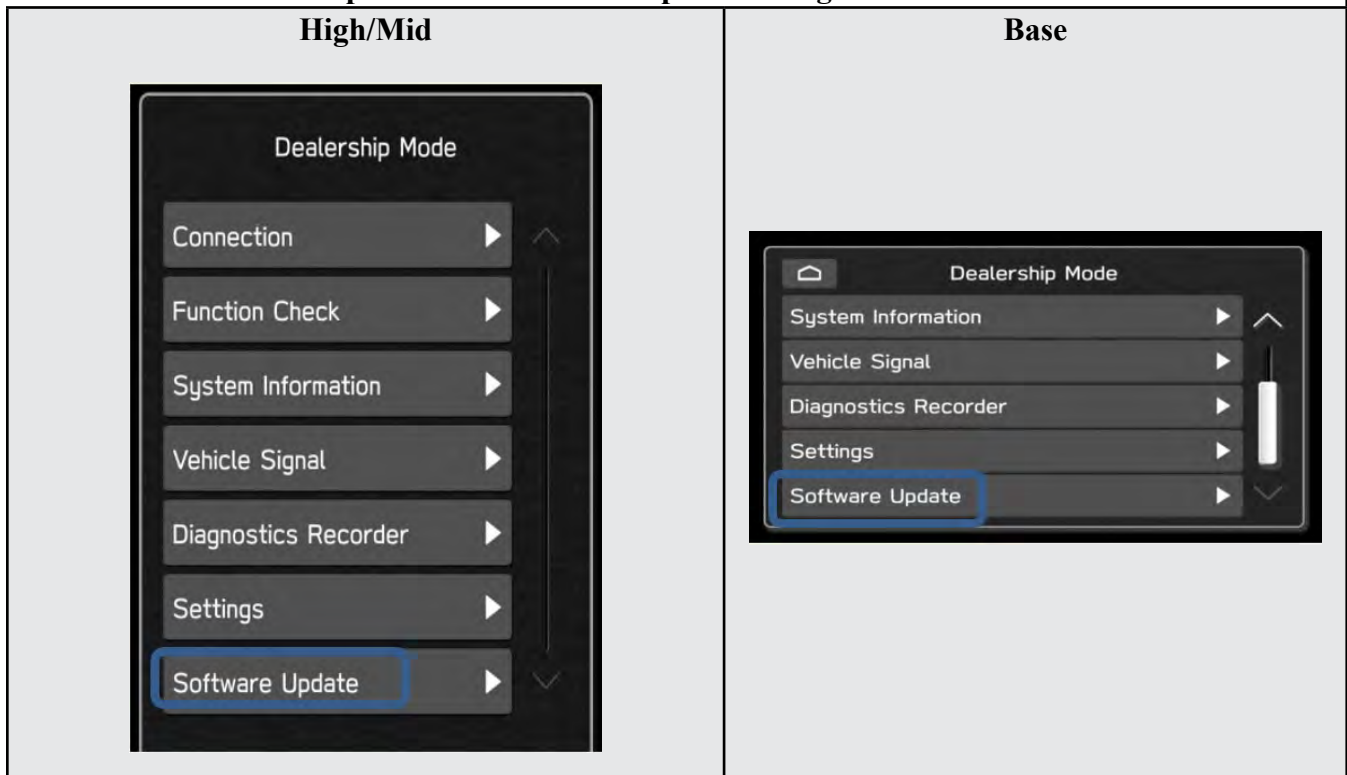 High/Mid
Base
Dealership Mode
Connection
Function Check
System Information
Vehicle Signal
Diagnostics Recorder
Settings
Software Update
Dealership Mode
System Information
Vehicle Signal
Diagnostics Recorder
Settings
Software Update